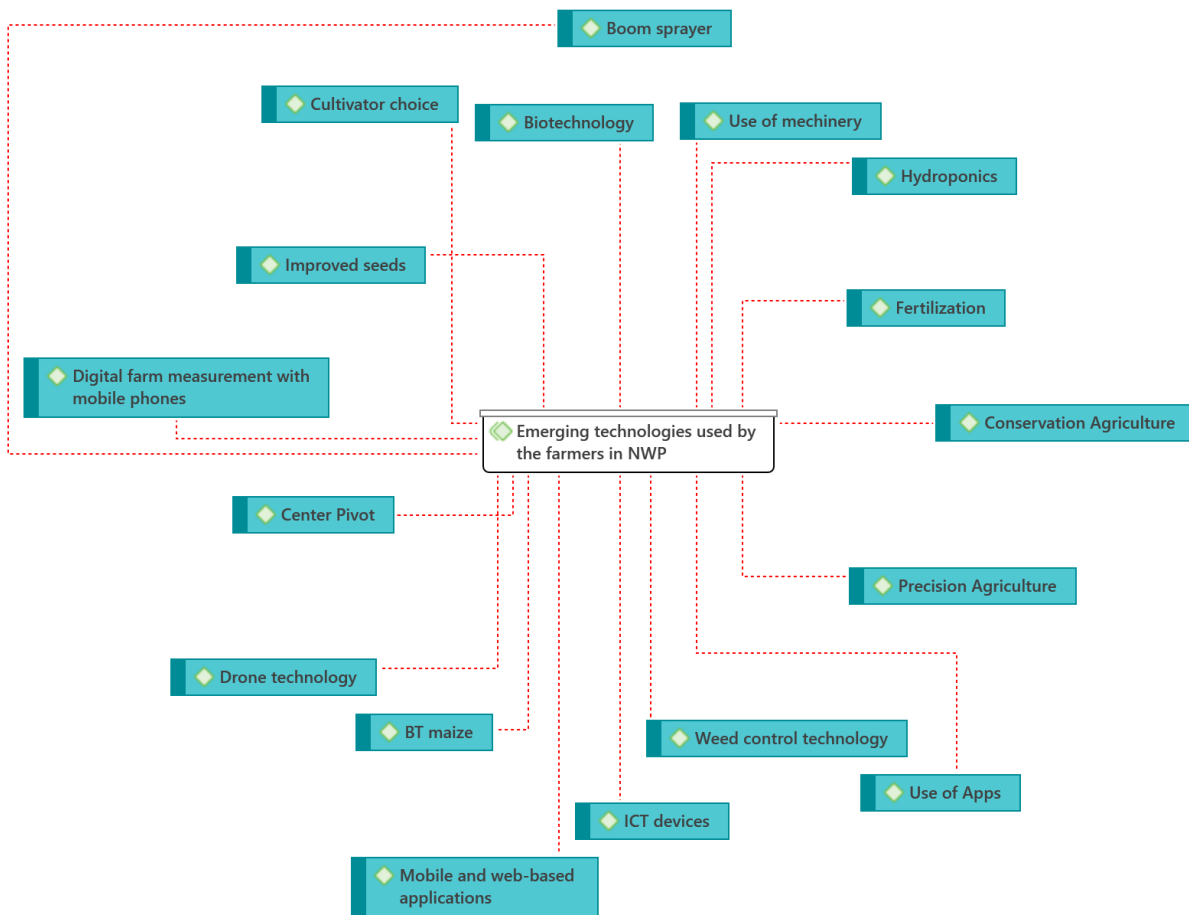 Boom sprayer
Cultivator choice
Biotechnology
Use of mechinery
Hydroponics
Improved seeds
Fertilization
Digital farm measurement with
mobile phones
Emerging technologies used by
the farmers in NWP
Conservation Agriculture
Center Pivot
Precision Agriculture
Drone technology
BT maize
Weed control technology
Use of Apps
ICT devices
Mobile and web-based
applications